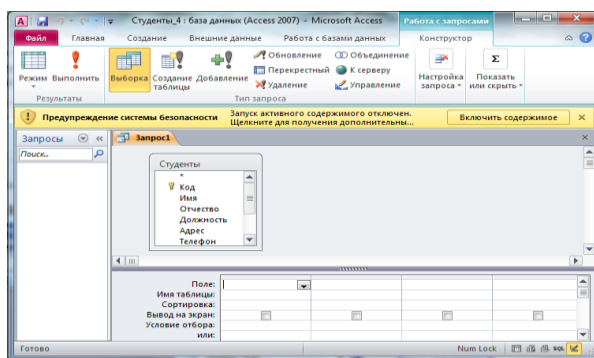 Студенты_4 : база данных (Access 2007) - Microsoft Access
Работа с запросами
Файл Главная Создание Внешние данные Работа с базами данных Конструктор
Режим Выполнить Выборка Создание таблицы Добавление
Обновление Объединение
Перекрестный К серверу
Удаление Управление
Настройка запроса Показать или скрыть
Результаты Тип запроса
Предупреждение системы безопасности Запуск активного содержимого отключен. Щелкните для получения дополнительны... Включить содержимое
Запросы Запрос1
Поиск...
Студенты
*
Код
Имя
Отчество
Должность
Адрес
Телефон
Поле:
Имя таблицы:
Сортировка:
Вывод на экран:
Условие отбора:
или:
Готово Num Lock SQL